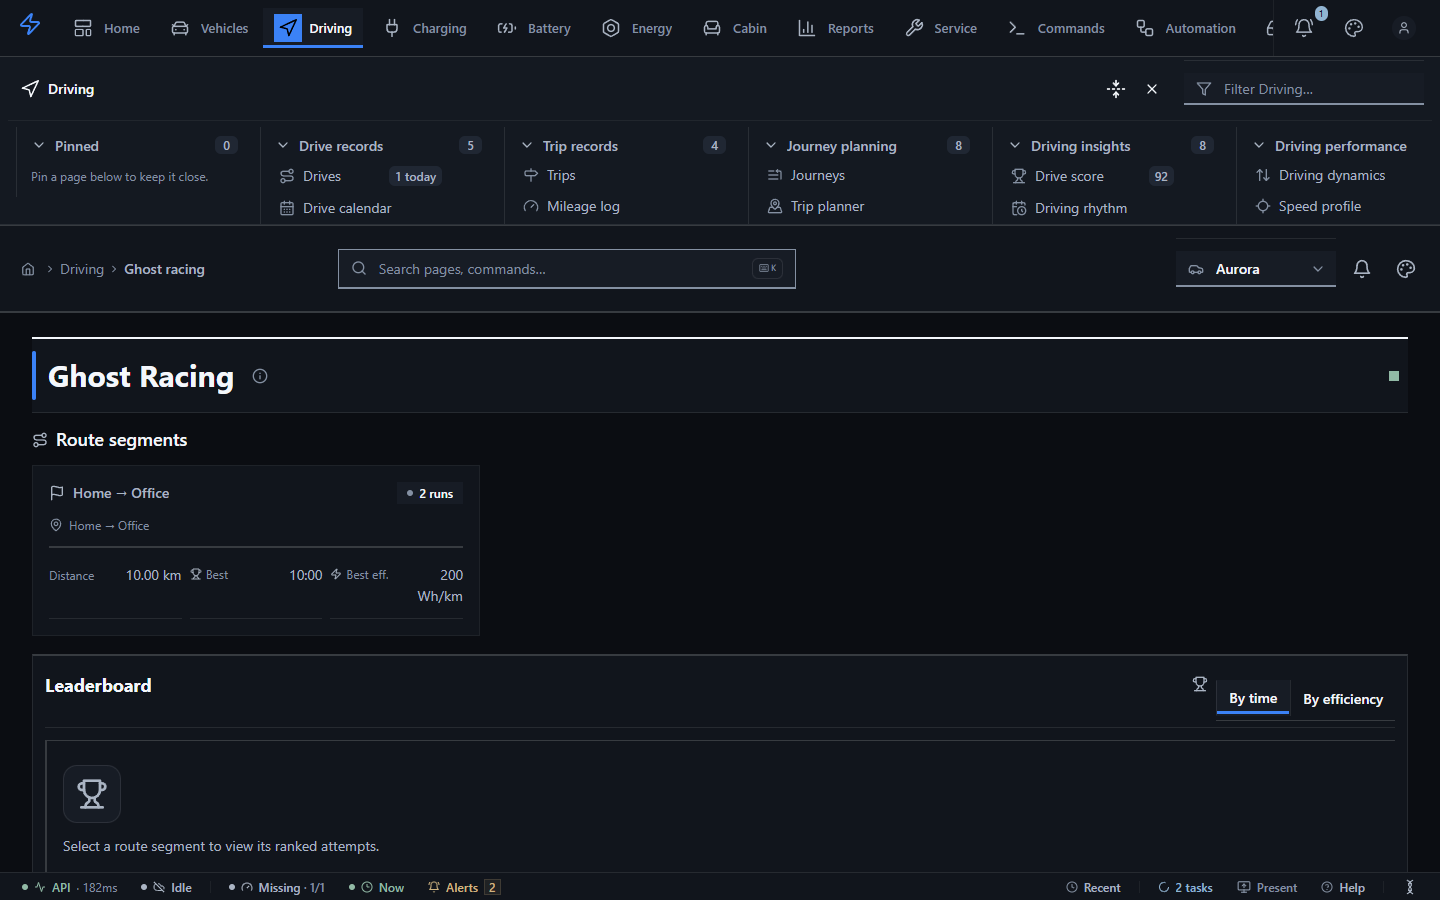 Home Vehicles Driving Charging Battery Energy Cabin Reports Service Commands Automation 1
Driving Filter Driving...
Pinned 0 Drive records 5 Trip records 4 Journey planning 8 Driving insights 8 Driving performance
Pin a page below to keep it close. Drives 1 today Trips Journeys Drive score 92 Driving dynamics
Drive calendar Mileage log Trip planner Driving rhythm Speed profile
Driving Ghost racing Search pages, commands... K Aurora
Ghost Racing
Route segments
Home → Office 2 runs
Home → Office
Distance 10.00 km Best 10:00 Best eff. 200
Wh/km
Leaderboard By time By efficiency
Select a route segment to view its ranked attempts.
API · 182ms Idle Missing · 1/1 Now Alerts 2 Recent 2 tasks Present Help